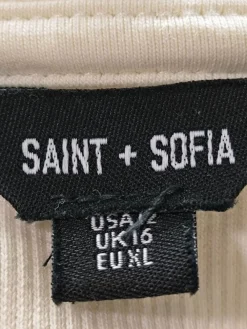 SAINT + SOFIA
USA 12
UK 16
EU XL